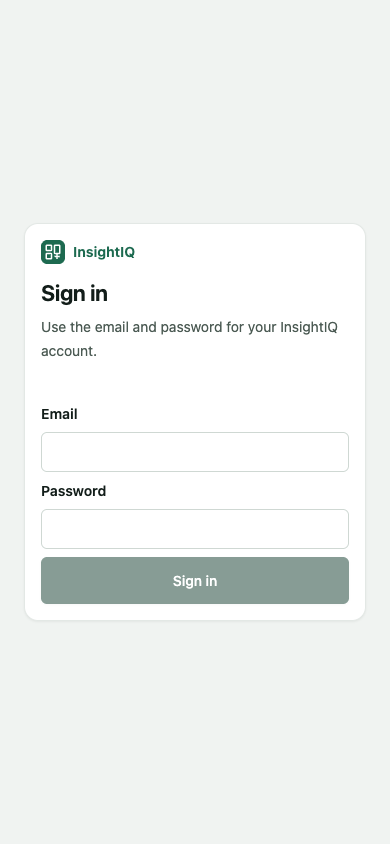 InsightIQ
Sign in
Use the email and password for your InsightIQ
account.
Email
Password
Sign in